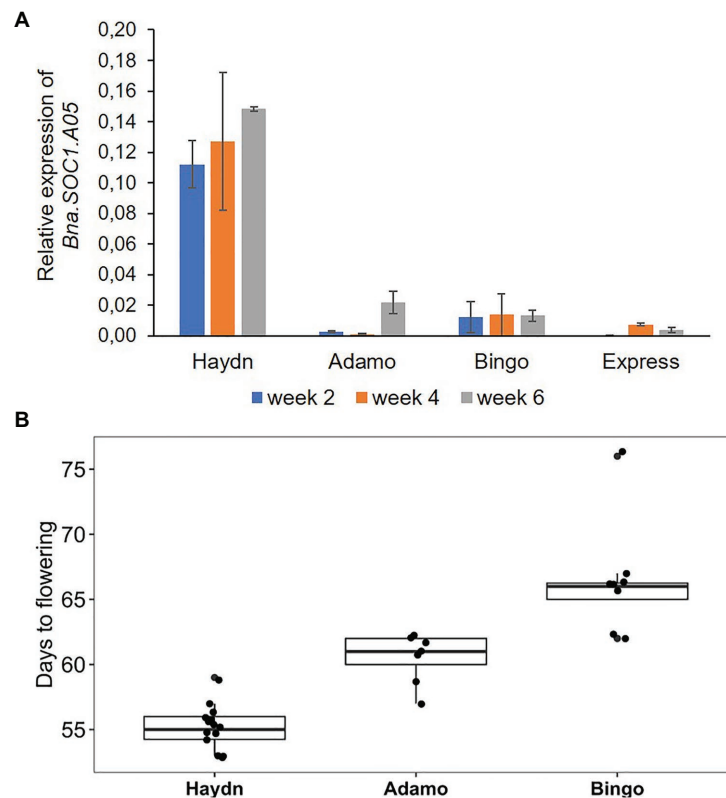 A
Relative expression of
Bna.SOC1.A05
0,20
0,18
0,16
0,14
0,12
0,10
0,08
0,06
0,04
0,02
0,00
Haydn Adamo Bingo Express
week 2 week 4 week 6
B
Days to flowering
75
70
65
60
55
Haydn Adamo Bingo